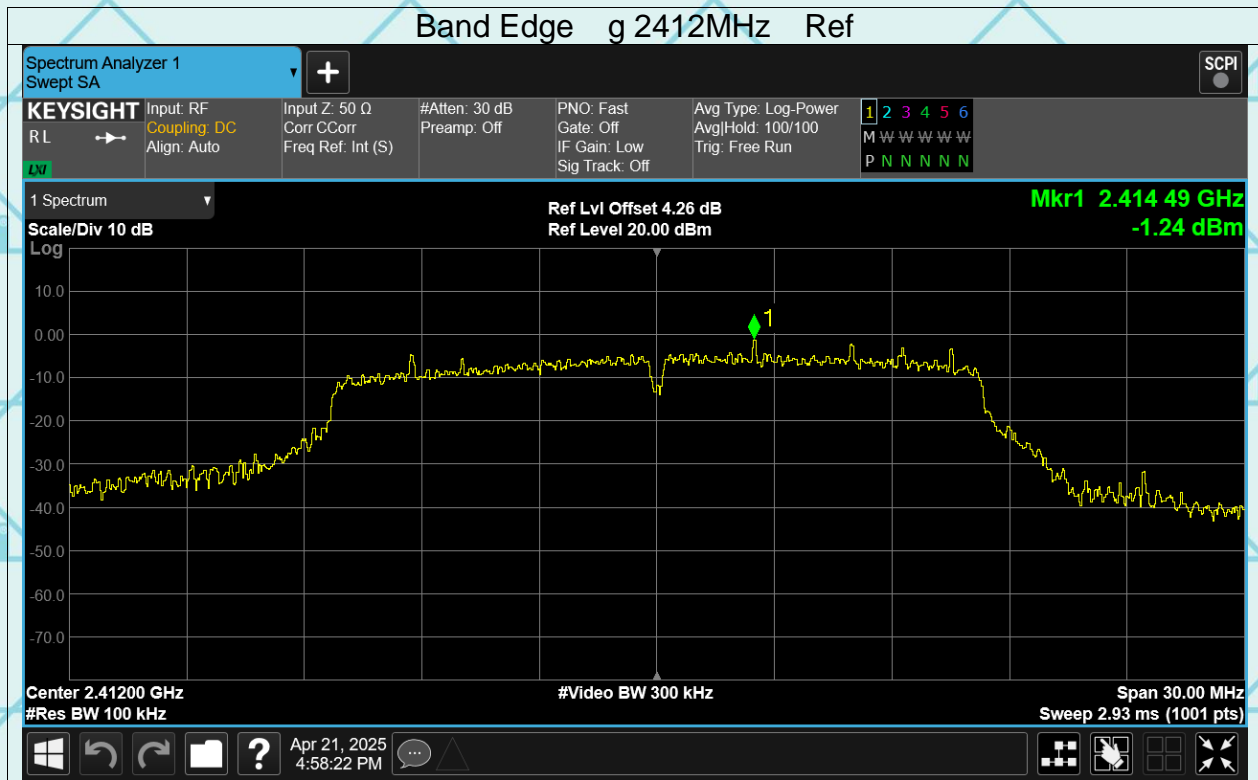 Band Edge g 2412MHz Ref
Spectrum Analyzer 1
Swept SA
SCPI
KEYSIGHT
R L
LXI
Input: RF
Coupling: DC
Align: Auto
Input Z: 50 Ω
Corr CCorr
Freq Ref: Int (S)
#Atten: 30 dB
Preamp: Off
PNO: Fast
Gate: Off
IF Gain: Low
Sig Track: Off
Avg Type: Log-Power
Avg|Hold: 100/100
Trig: Free Run
1 2 3 4 5 6
M W W W W W
P N N N N N
1 Spectrum
Scale/Div 10 dB
Log
Ref Lvl Offset 4.26 dB
Ref Level 20.00 dBm
Mkr1 2.414 49 GHz
-1.24 dBm
1
10.0
0.00
-10.0
-20.0
-30.0
-40.0
-50.0
-60.0
-70.0
Center 2.41200 GHz
#Res BW 100 kHz
#Video BW 300 kHz
Span 30.00 MHz
Sweep 2.93 ms (1001 pts)
?
Apr 21, 2025
4:58:22 PM